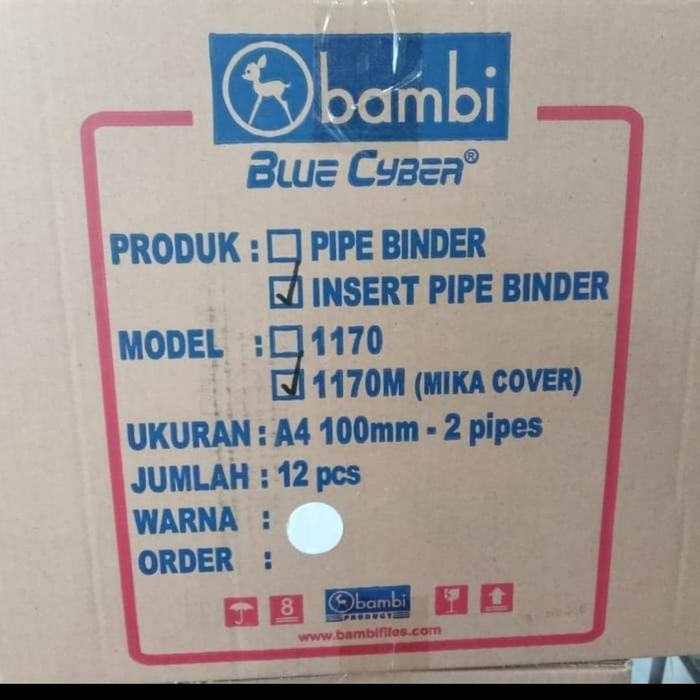 bambi
BLUE CYBER®
PRODUK : PIPE BINDER
INSERT PIPE BINDER
MODEL : 1170
1170M (MIKA COVER)
UKURAN : A4 100mm - 2 pipes
JUMLAH : 12 pcs
WARNA :
ORDER :
8
bambi
PRODUCT
www.bambifiles.com